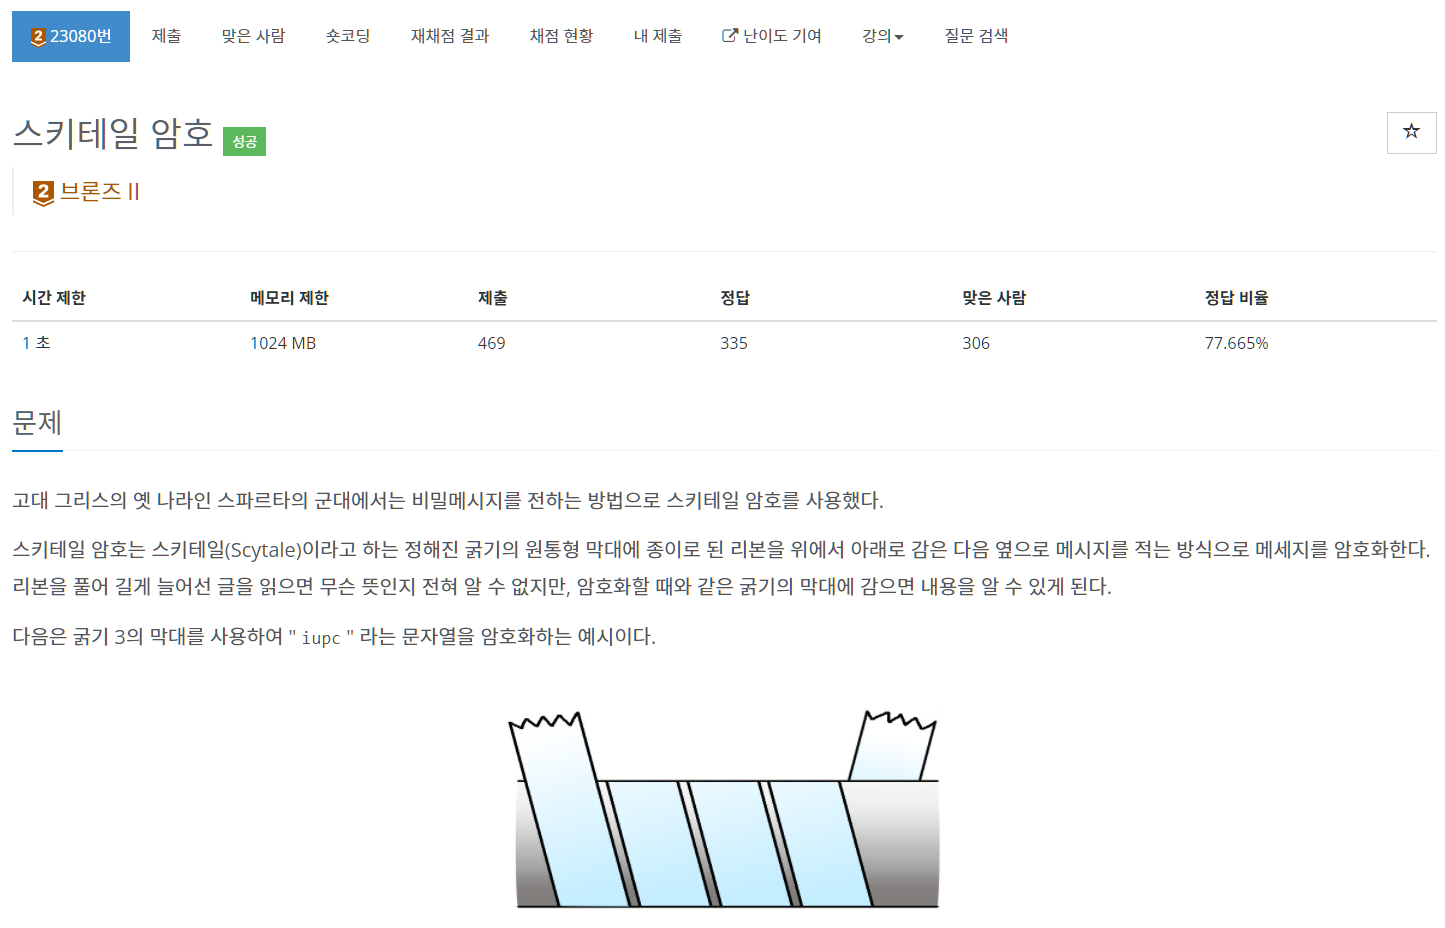 2 23080번 제출 맞은 사람 숏코딩 재채점 결과 채점 현황 내 제출 난이도 기여 강의 질문 검색
스키테일 암호 성공
2 브론즈 II
시간 제한 메모리 제한 제출 정답 맞은 사람 정답 비율
1 초 1024 MB 469 335 306 77.665%
문제
고대 그리스의 옛 나라인 스파르타의 군대에서는 비밀메시지를 전하는 방법으로 스키테일 암호를 사용했다.
스키테일 암호는 스키테일(Scytale)이라고 하는 정해진 굵기의 원통형 막대에 종이로 된 리본을 위에서 아래로 감은 다음 옆으로 메시지를 적는 방식으로 메세지를 암호화한다.
리본을 풀어 길게 늘어선 글을 읽으면 무슨 뜻인지 전혀 알 수 없지만, 암호화할 때와 같은 굵기의 막대에 감으면 내용을 알 수 있게 된다.
다음은 굵기 3의 막대를 사용하여 " iupc " 라는 문자열을 암호화하는 예시이다.